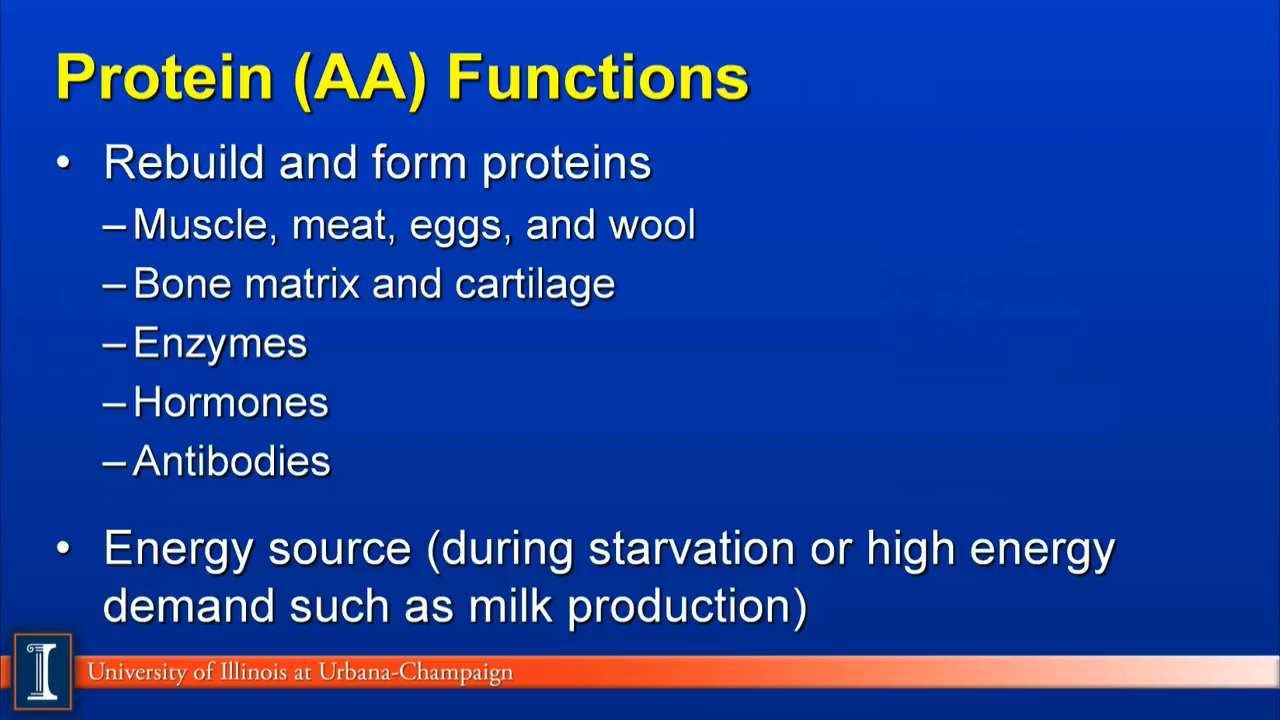 Protein (AA) Functions
• Rebuild and form proteins
–Muscle, meat, eggs, and wool
–Bone matrix and cartilage
–Enzymes
–Hormones
–Antibodies
• Energy source (during starvation or high energy
demand such as milk production)
I
University of Illinois at Urbana-Champaign